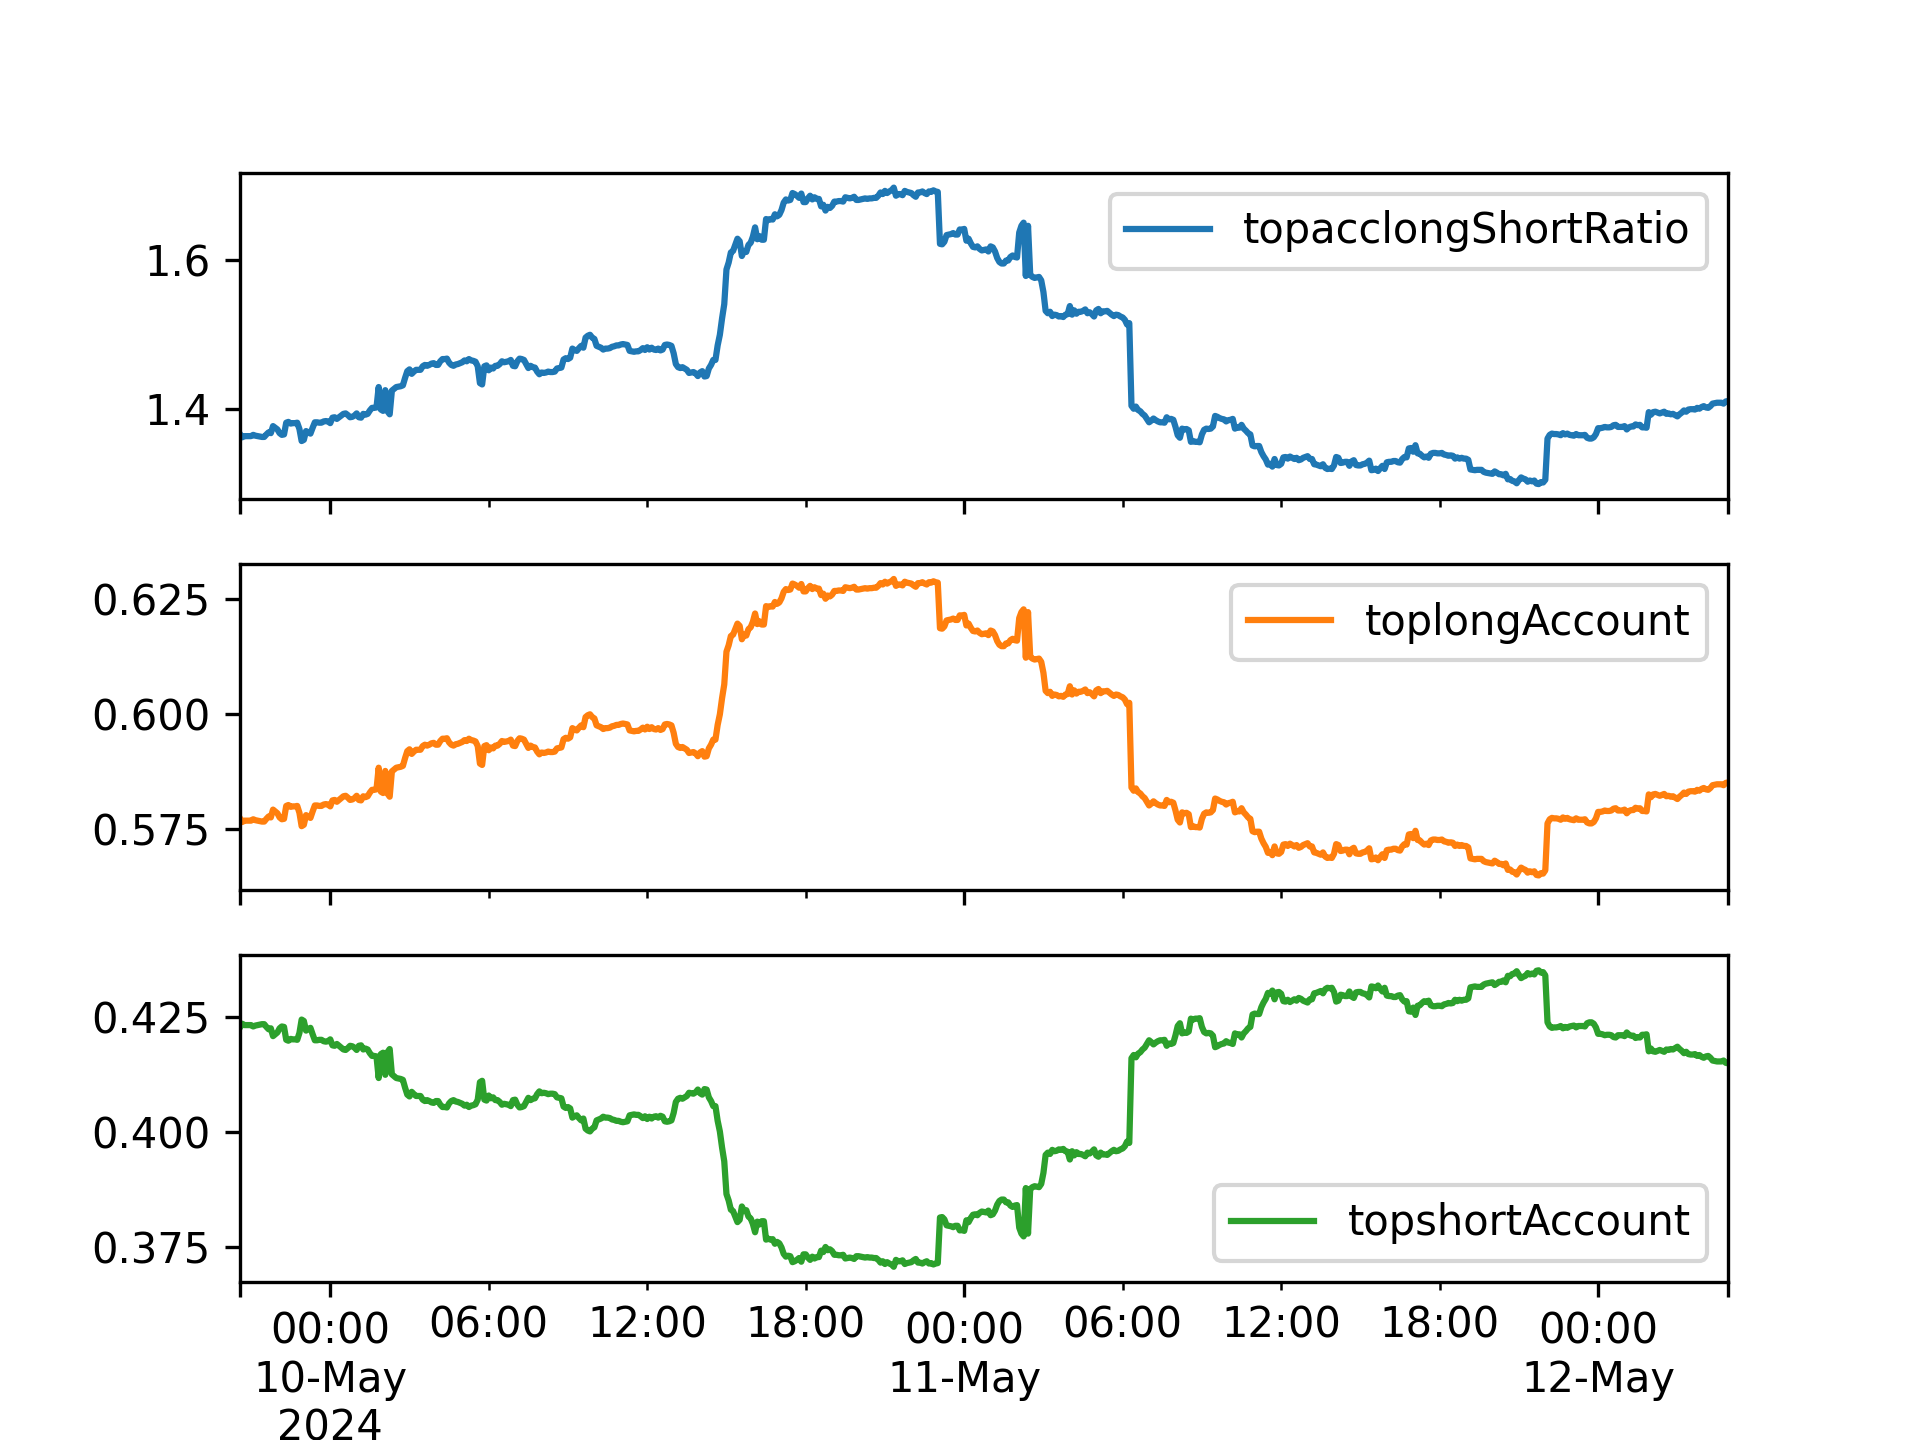 topacclongShortRatio
1.6
1.4
toplongAccount
0.625
0.600
0.575
topshortAccount
0.425
0.400
0.375
00:00 06:00 12:00 18:00 00:00 06:00 12:00 18:00 00:00
10-May 11-May 12-May
2024